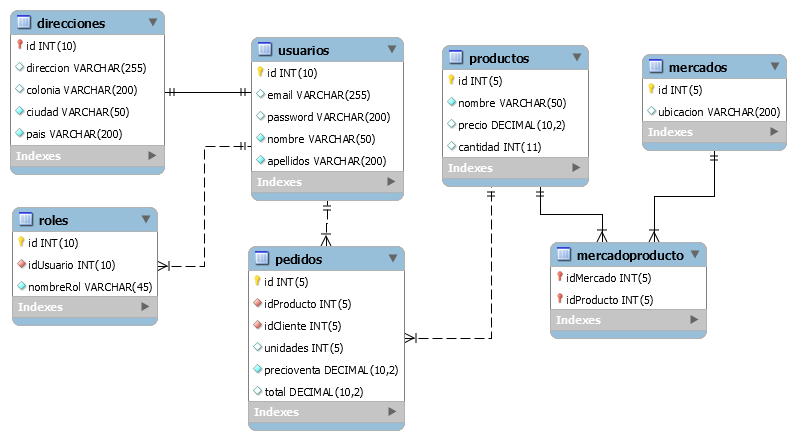 direcciones
id INT(10)
direccion VARCHAR(255)
colonia VARCHAR(200)
ciudad VARCHAR(50)
pais VARCHAR(200)
Indexes
usuarios
id INT(10)
email VARCHAR(255)
password VARCHAR(200)
nombre VARCHAR(50)
apellidos VARCHAR(200)
Indexes
productos
id INT(5)
nombre VARCHAR(50)
precio DECIMAL(10,2)
cantidad INT(11)
Indexes
mercados
id INT(5)
ubicacion VARCHAR(200)
Indexes
roles
id INT(10)
idUsuario INT(10)
nombreRol VARCHAR(45)
Indexes
pedidos
id INT(5)
idProducto INT(5)
idCliente INT(5)
unidades INT(5)
precioventa DECIMAL(10,2)
total DECIMAL(10,2)
Indexes
mercadoproducto
idMercado INT(5)
idProducto INT(5)
Indexes